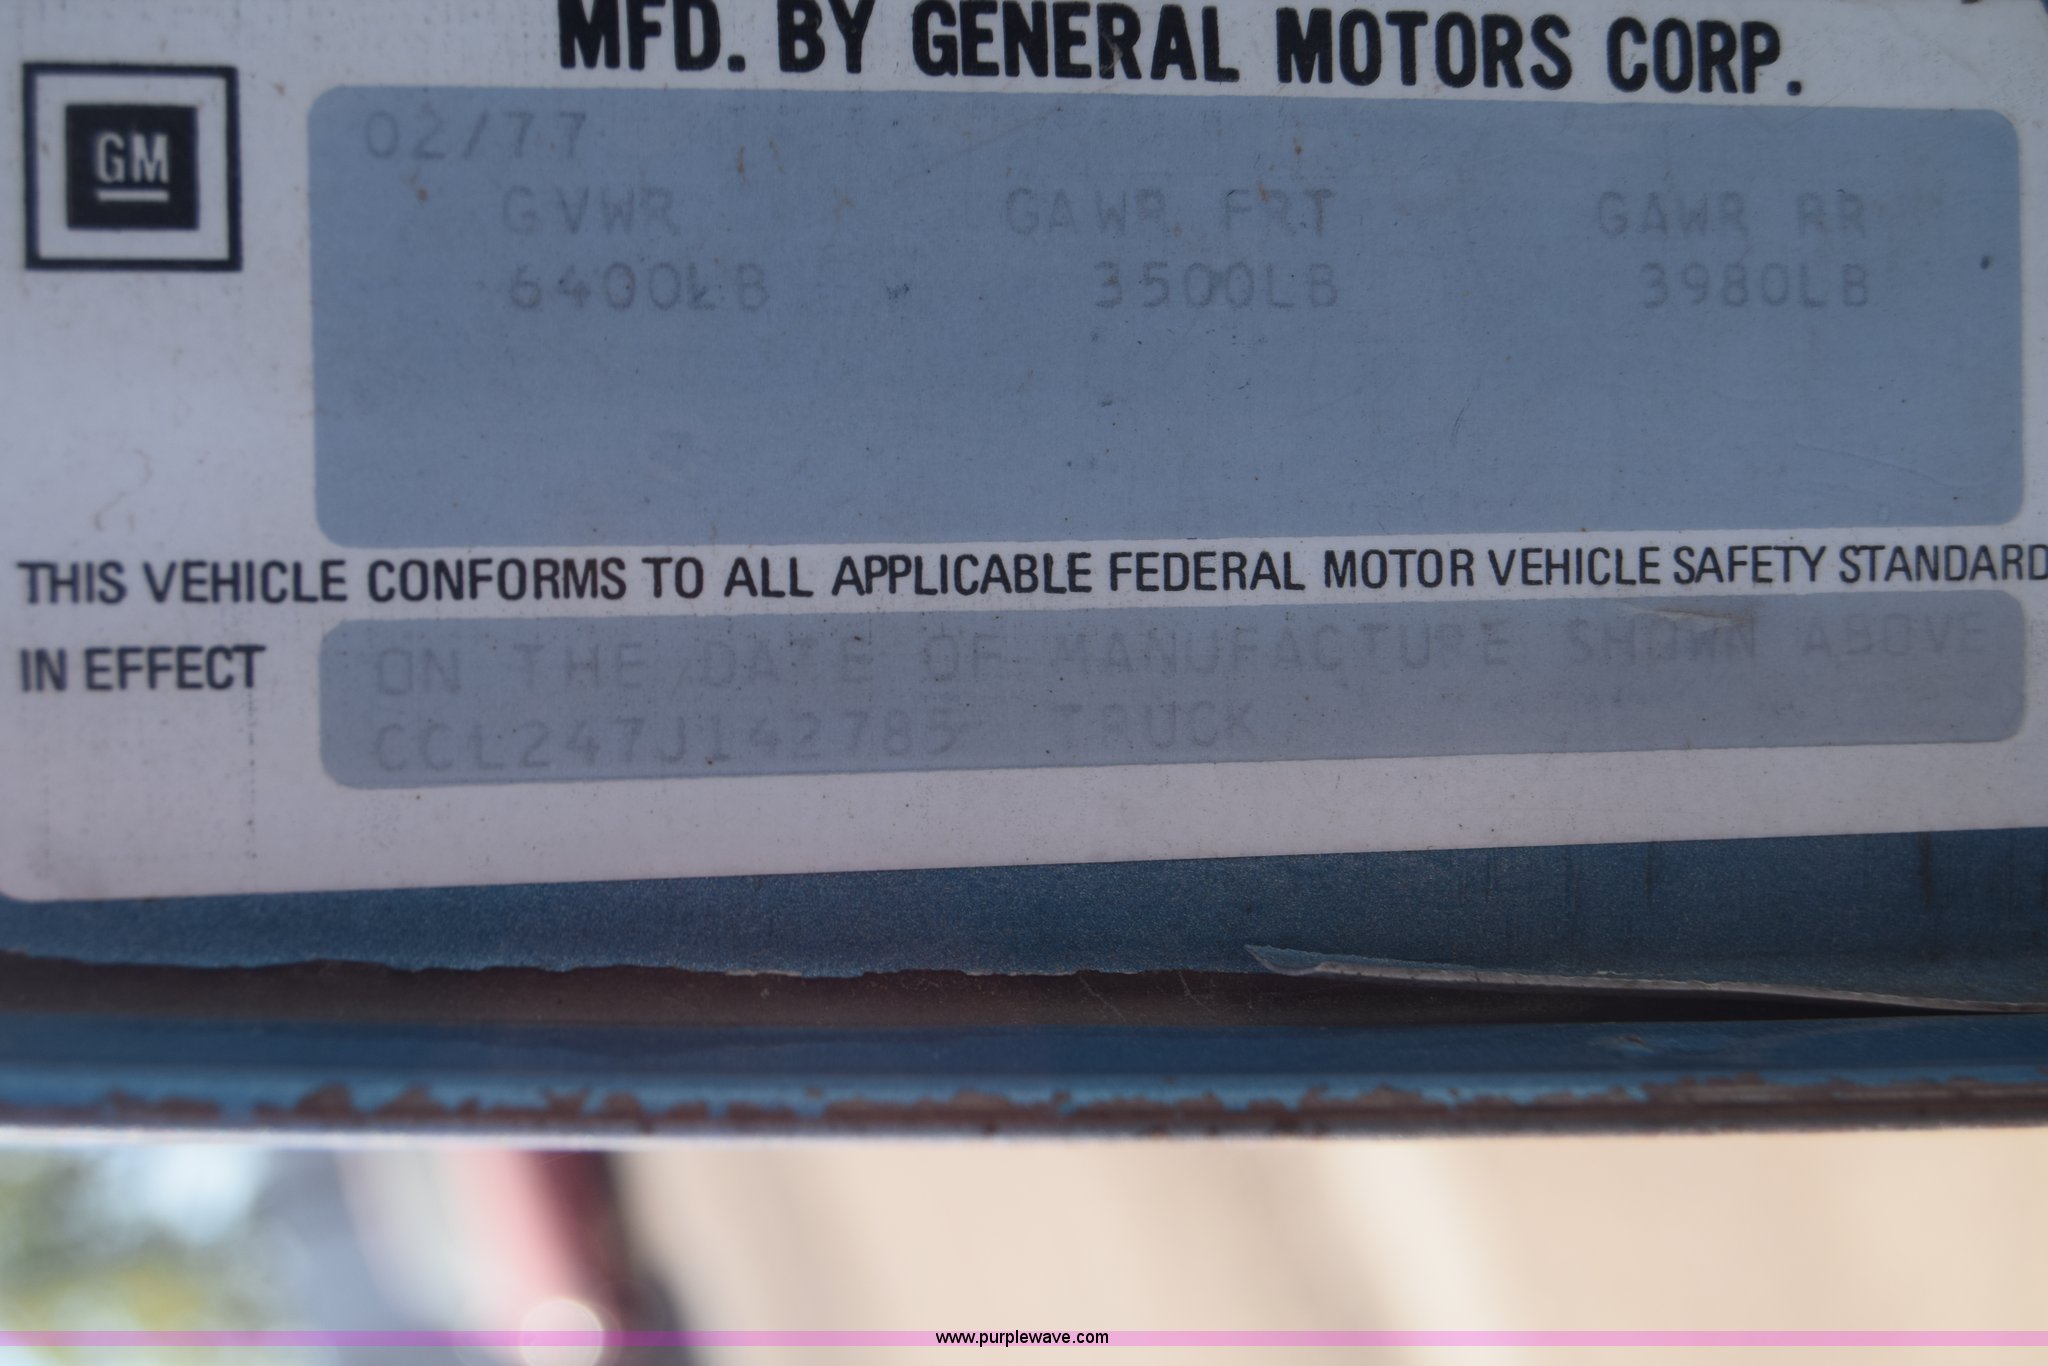 MFD. BY GENERAL MOTORS CORP.
GM
02/77
GVWR GAWR FRT GAWR RR
6400LB 3500LB 3980LB
THIS VEHICLE CONFORMS TO ALL APPLICABLE FEDERAL MOTOR VEHICLE SAFETY STANDARD
IN EFFECT ON THE DATE OF MANUFACTURE SHOWN ABOVE
CCL247J142785 TRUCK
www.purplewave.com